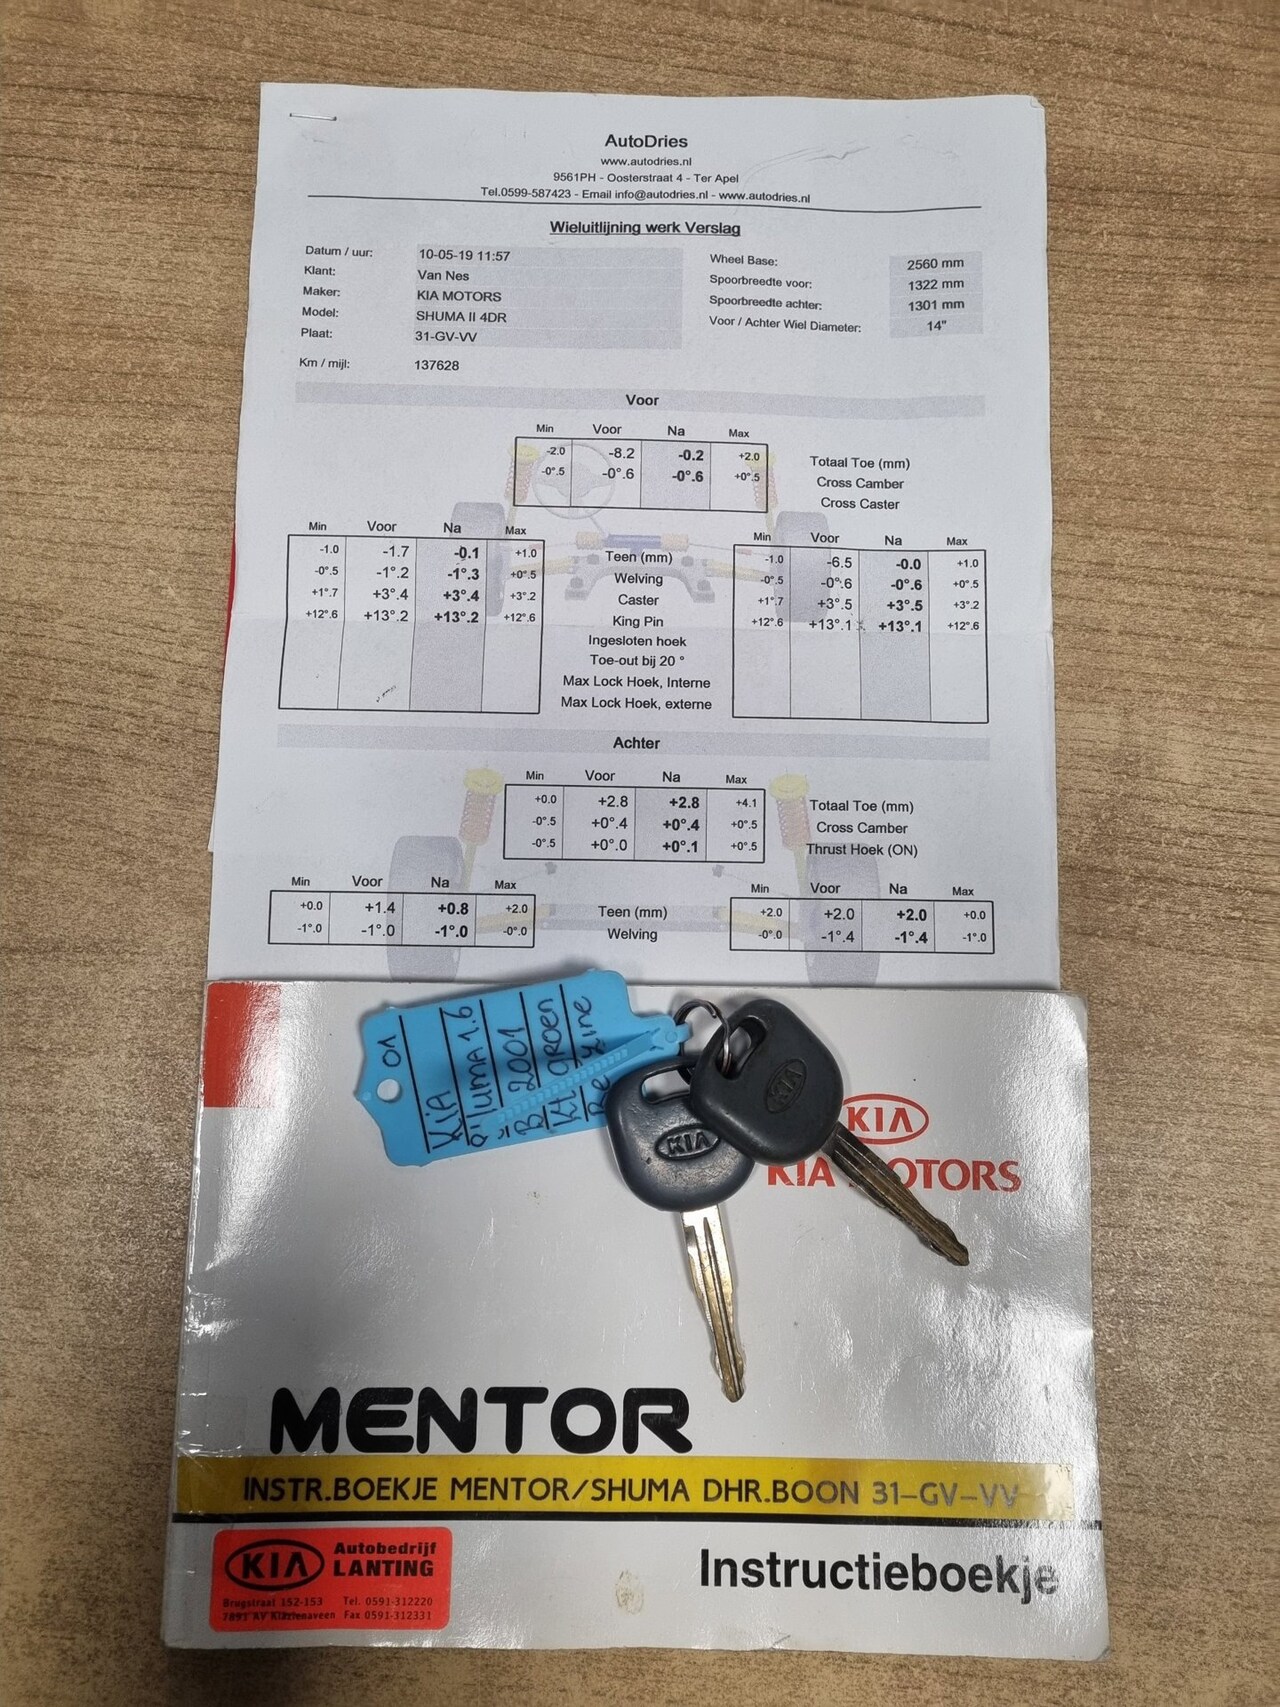 AutoDries
www.autodries.nl
9561PH - Oosterstraat 4 - Ter Apel
Tel.0599-587423 - Email info@autodries.nl - www.autodries.nl
Wieluitlijning werk Verslag
Datum / uur: 10-05-19 11:57
Klant: Van Nes
Maker: KIA MOTORS
Model: SHUMA II 4DR
Plaat: 31-GV-VV
Km / mijl: 137628
Wheel Base: 2560 mm
Spoorbreedte voor: 1322 mm
Spoorbreedte achter: 1301 mm
Voor / Achter Wiel Diameter: 14"
Voor
Min Voor Na Max
-2.0 -8.2 -0.2 +2.0 Totaal Toe (mm)
-0°.5 -0°.6 -0°.6 +0°.5 Cross Camber
Cross Caster
Min Voor Na Max Min Voor Na Max
-1.0 -1.7 -0.1 +1.0 Teen (mm) -1.0 -6.5 -0.0 +1.0
-0°.5 -1°.2 -1°.3 +0°.5 Welving -0°.5 -0°.6 -0°.6 +0°.5
+1°.7 +3°.4 +3°.4 +3°.2 Caster +1°.7 +3°.5 +3°.5 +3°.2
+12°.6 +13°.2 +13°.2 +12°.6 King Pin +12°.6 +13°.1 +13°.1 +12°.6
Ingesloten hoek
Toe-out bij 20 °
Max Lock Hoek, Interne
Max Lock Hoek, externe
Achter
Min Voor Na Max
+0.0 +2.8 +2.8 +4.1 Totaal Toe (mm)
-0°.5 +0°.4 +0°.4 +0°.5 Cross Camber
-0°.5 +0°.0 +0°.1 +0°.5 Thrust Hoek (ON)
Min Voor Na Max Min Voor Na Max
+0.0 +1.4 +0.8 +2.0 Teen (mm) +2.0 +2.0 +2.0 +0.0
-1°.0 -1°.0 -1°.0 -0°.0 Welving -0°.0 -1°.4 -1°.4 -1°.0
01
KiA
UMA 1.6
2001
GROEN
KIA
KIA
KIA
KIA MOTORS
MENTOR
INSTR.BOEKJE MENTOR/SHUMA DHR.BOON 31-GV-VV
Instructieboekje
KIA
Autobedrijf
LANTING
Brugstraat 152-153 Tel. 0591-312220
7891 AV Klazienaveen Fax 0591-312331